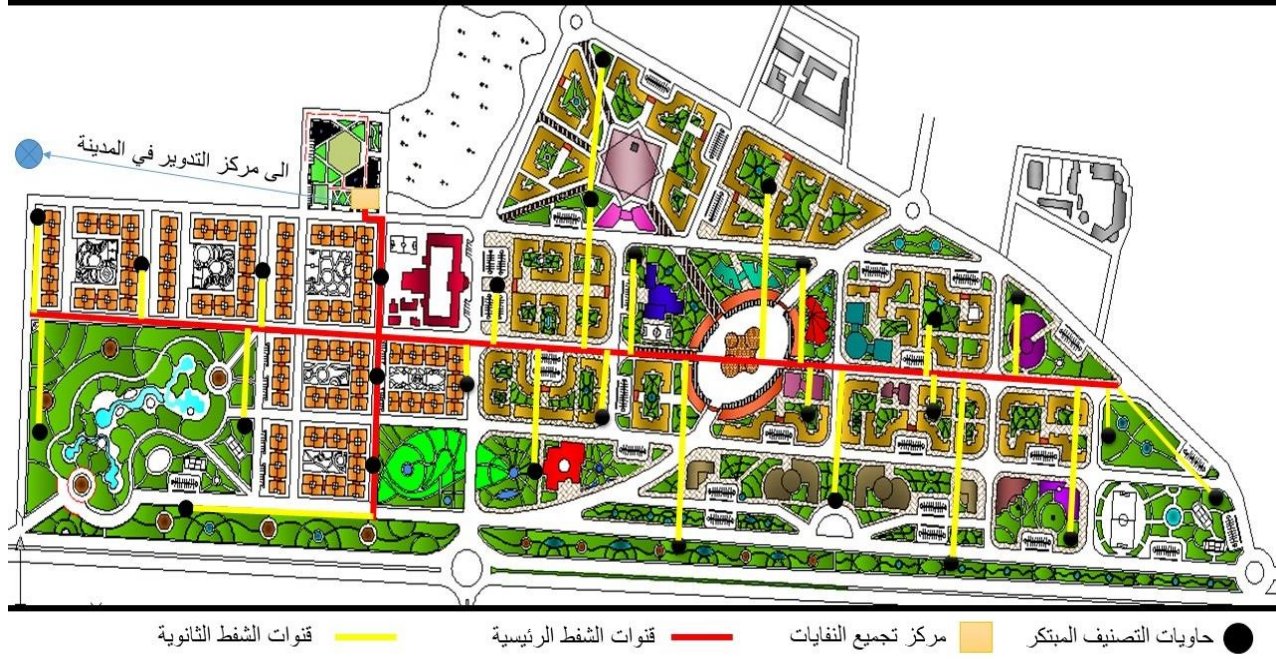 الى مركز التدوير في المدينة
حاويات التصنيف المبتكر
مركز تجميع النفايات
قنوات الشفط الرئيسية
قنوات الشفط الثانوية